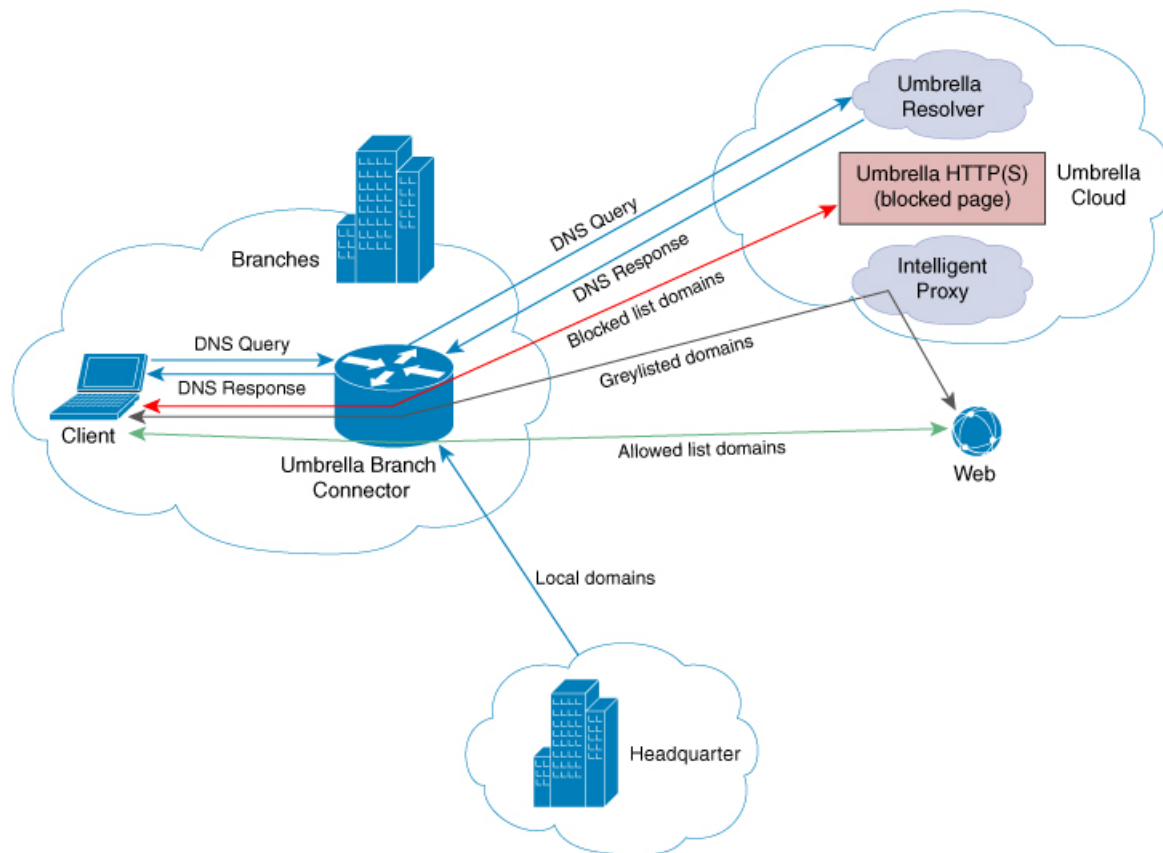 Umbrella
Resolver
Umbrella HTTP(S)
(blocked page)
Umbrella
Cloud
Intelligent
Proxy
Branches
DNS Query
DNS Response
Blocked list domains
Greylisted domains
DNS Query
DNS Response
Client
Umbrella Branch
Connector
Allowed list domains
Web
Local domains
Headquarter